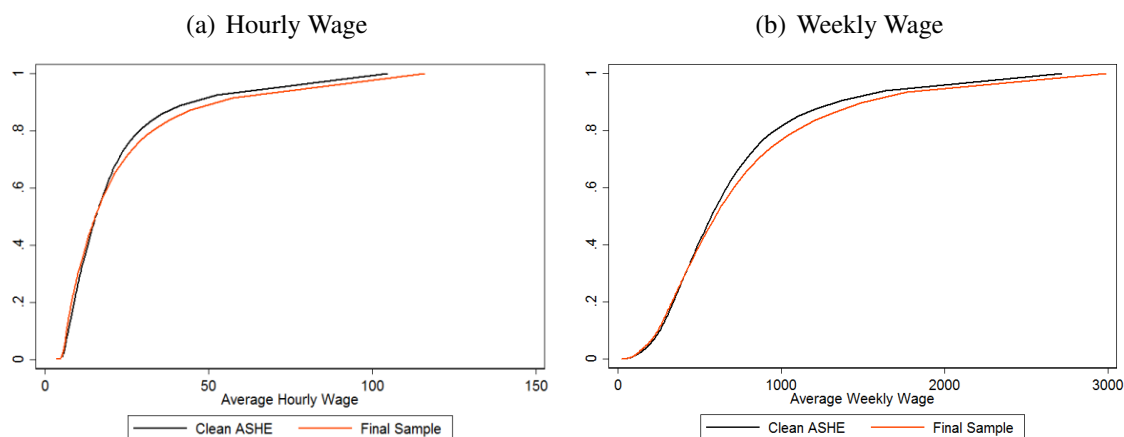 (a) Hourly Wage
1
.8
.6
.4
.2
0
0 50 100 150
Average Hourly Wage
Clean ASHE Final Sample
(b) Weekly Wage
1
.8
.6
.4
.2
0
0 1000 2000 3000
Average Weekly Wage
Clean ASHE Final Sample